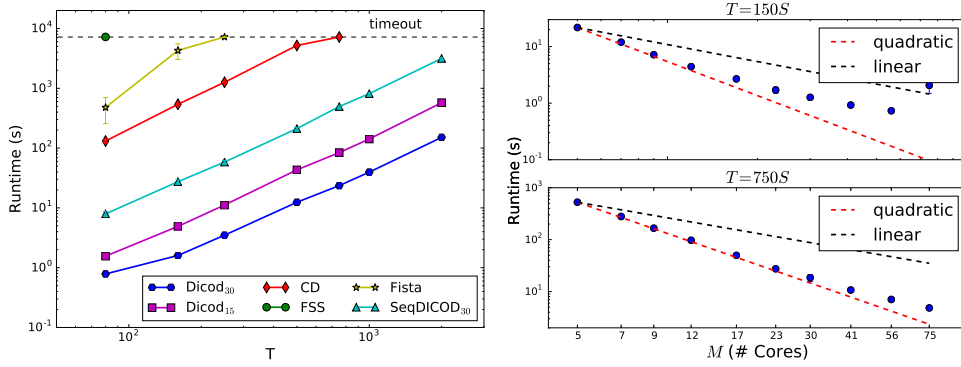 timeout
Runtime (s)
10^4
10^3
10^2
10^1
10^0
10^-1
10^2
10^3
T
Dicod30
Dicod15
CD
FSS
Fista
SeqDICOD30
T=150S
10^1
10^0
10^-1
quadratic
linear
Runtime (s)
T=750S
10^3
10^2
10^1
quadratic
linear
5 7 9 12 17 23 30 41 56 75
M (# Cores)